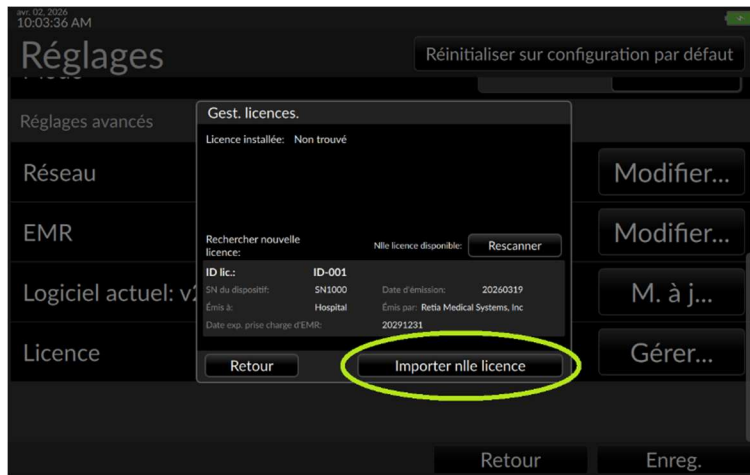 avr. 02, 2026
10:03:36 AM
Réglages
Réinitialiser sur configuration par défaut
Réglages avancés
Gest. licences.
Licence installée: Non trouvé
Réseau
Modifier...
EMR
Modifier...
Rechercher nouvelle
licence:
Nlle licence disponible:
Rescanner
ID lic.: ID-001
SN du dispositif: SN1000
Date d'émission: 20260319
Émis à: Hospital
Émis par: Retia Medical Systems, Inc
Date exp. prise charge d'EMR: 20291231
Logiciel actuel:
M. à j...
Licence
Gérer...
Retour
Importer nlle licence
Retour
Enreg.